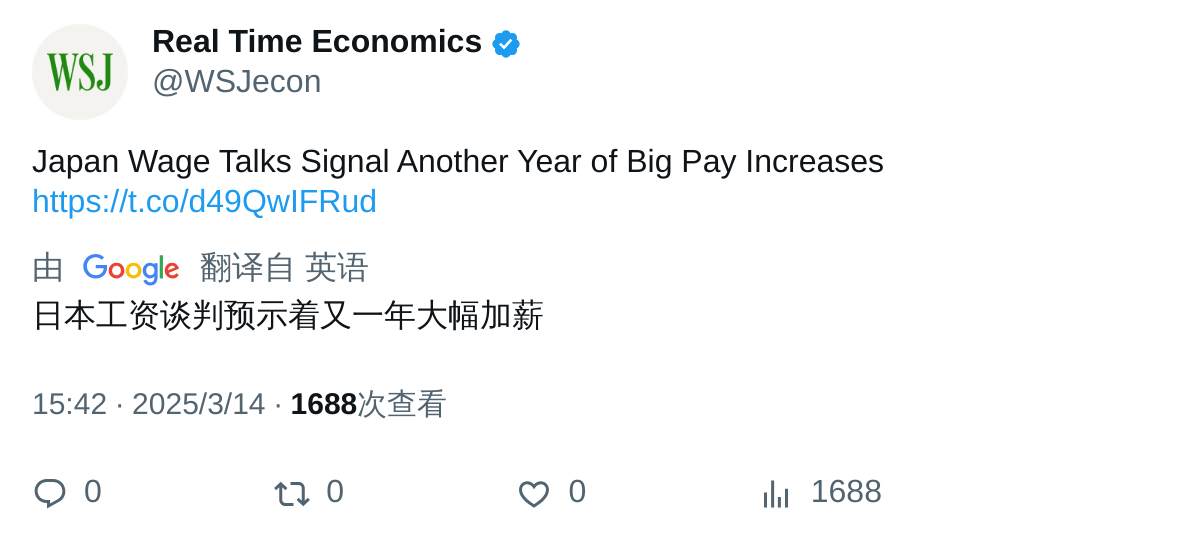 WSJ
Real Time Economics
@WSJecon
Japan Wage Talks Signal Another Year of Big Pay Increases
https://t.co/d49QwIFRud
由 Google 翻译自 英语
日本工资谈判预示着又一年大幅加薪
15:42 · 2025/3/14 · 1688次查看
0 0 0 1688